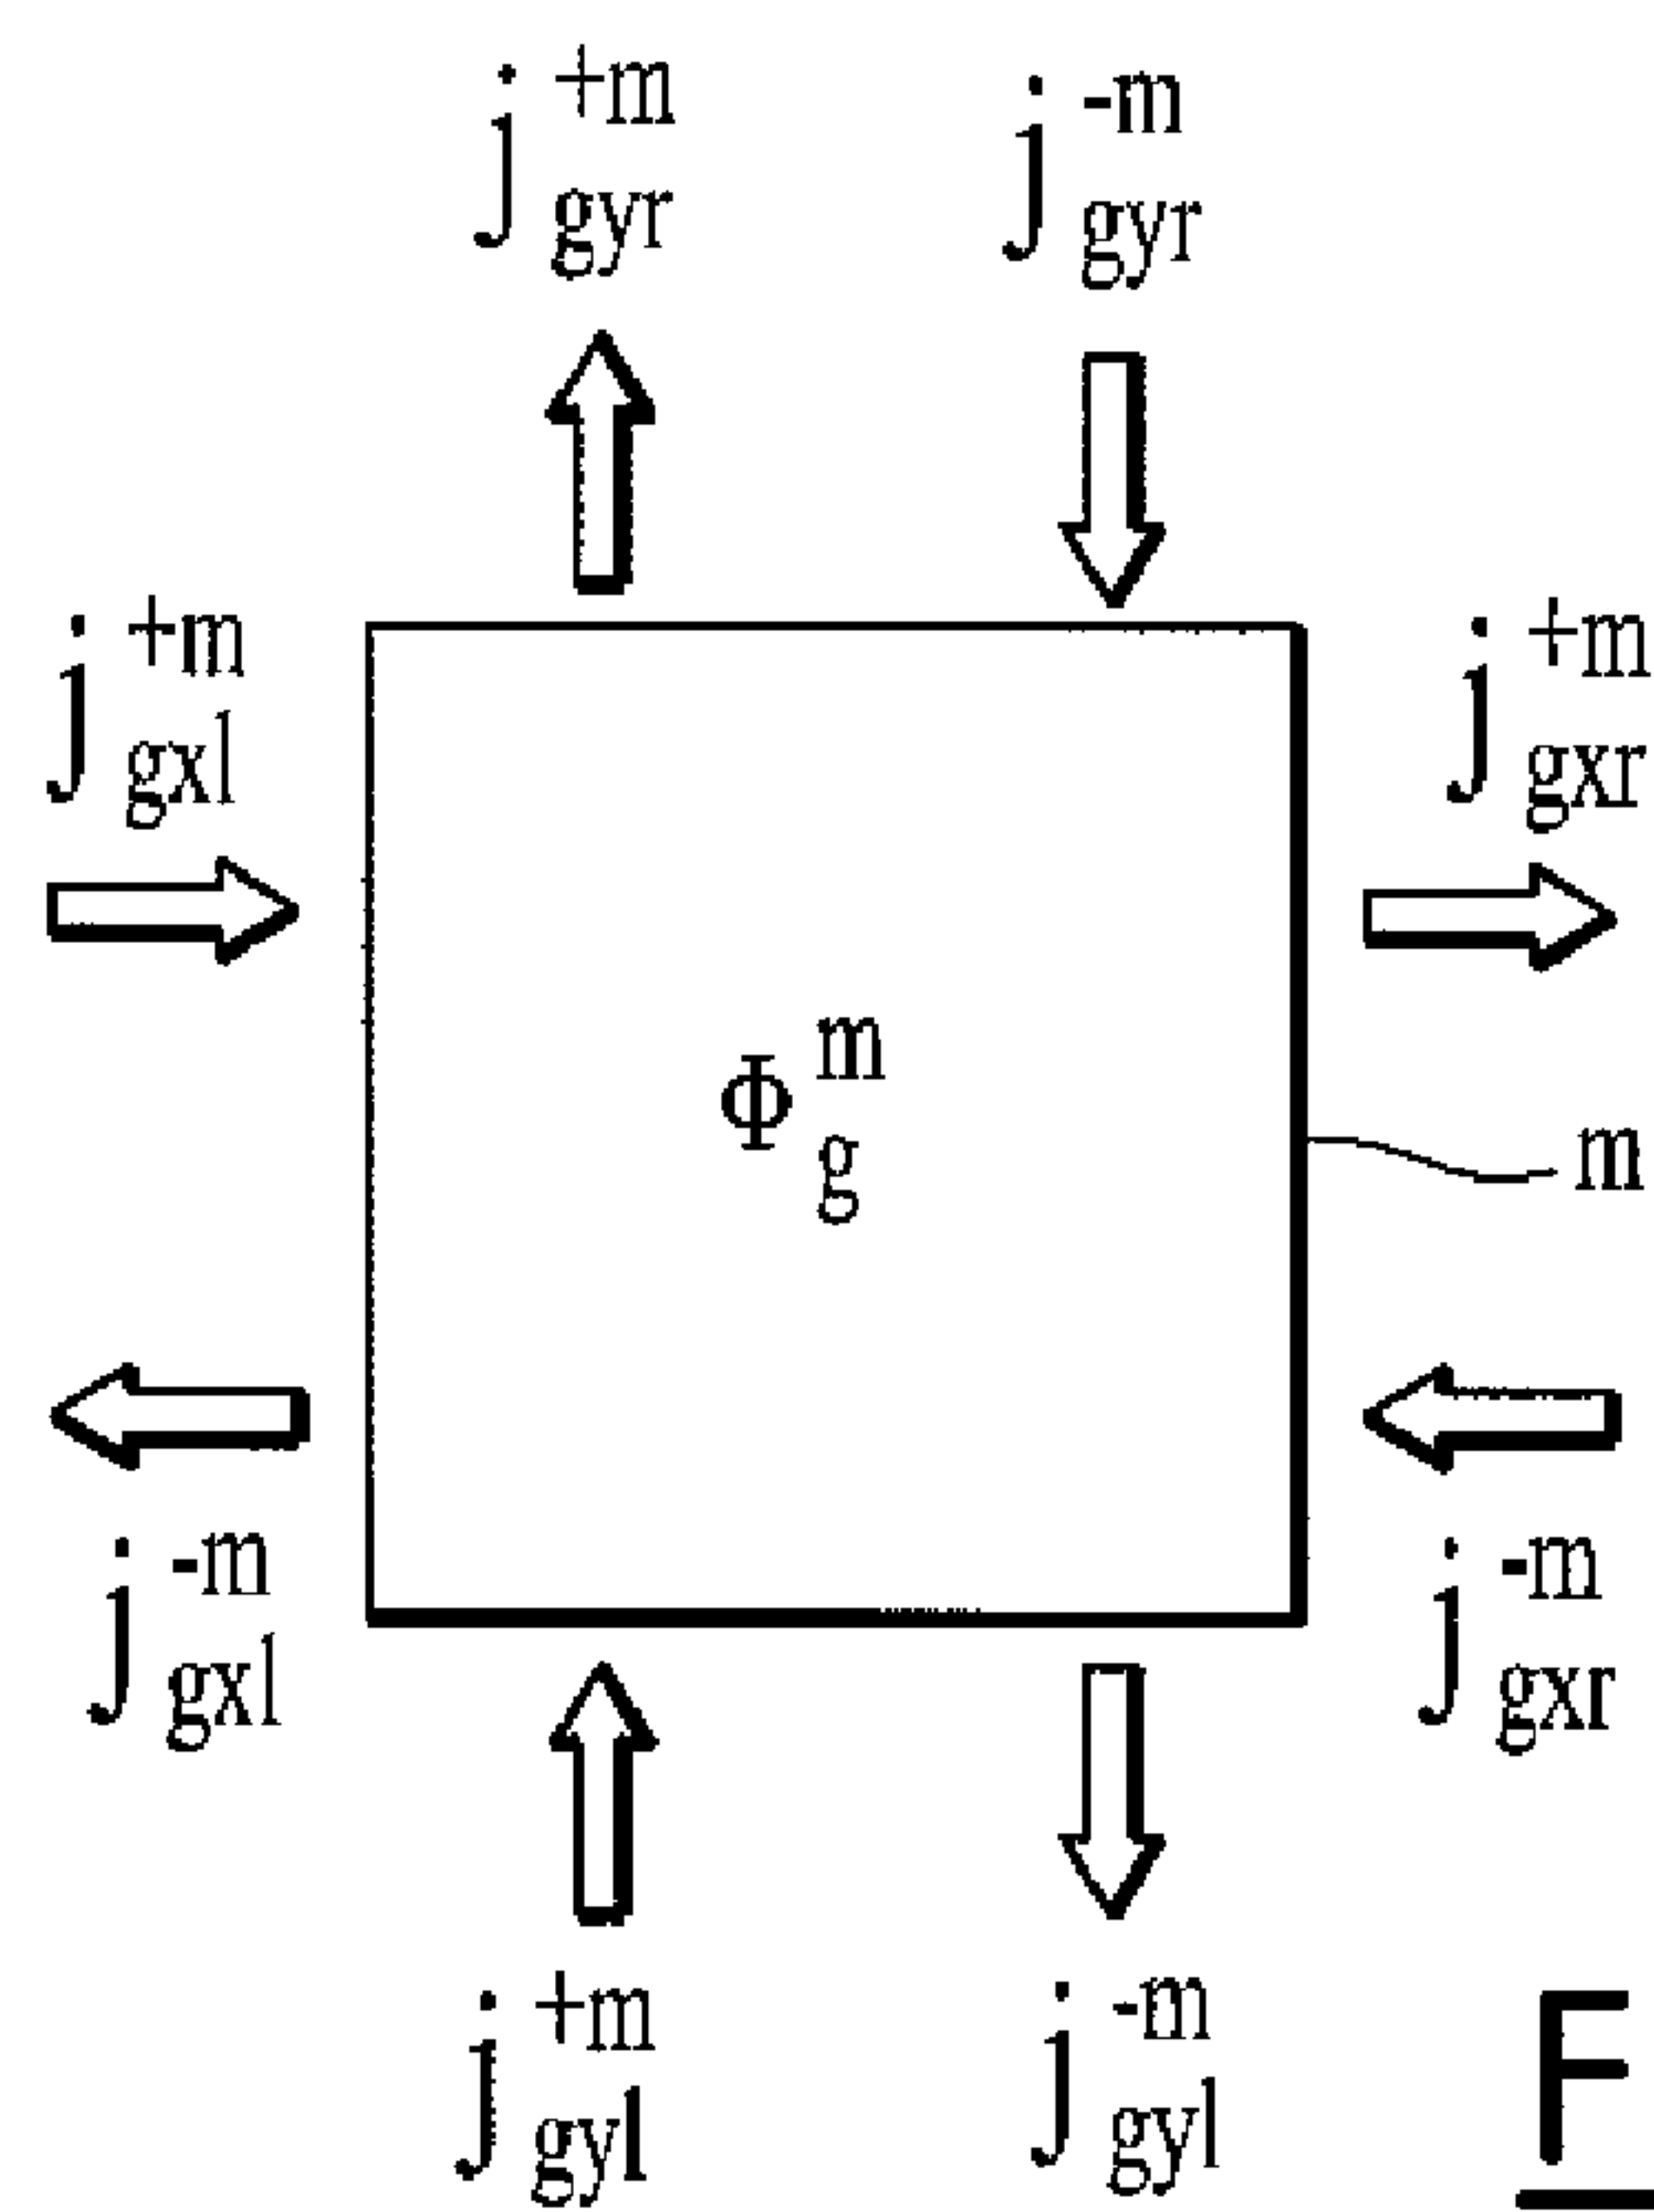 j +m gyr
j -m gyr
j +m gxl
j +m gxr
Φ m g
m
j -m gxl
j -m gxr
j +m gyl
j -m gyl
F